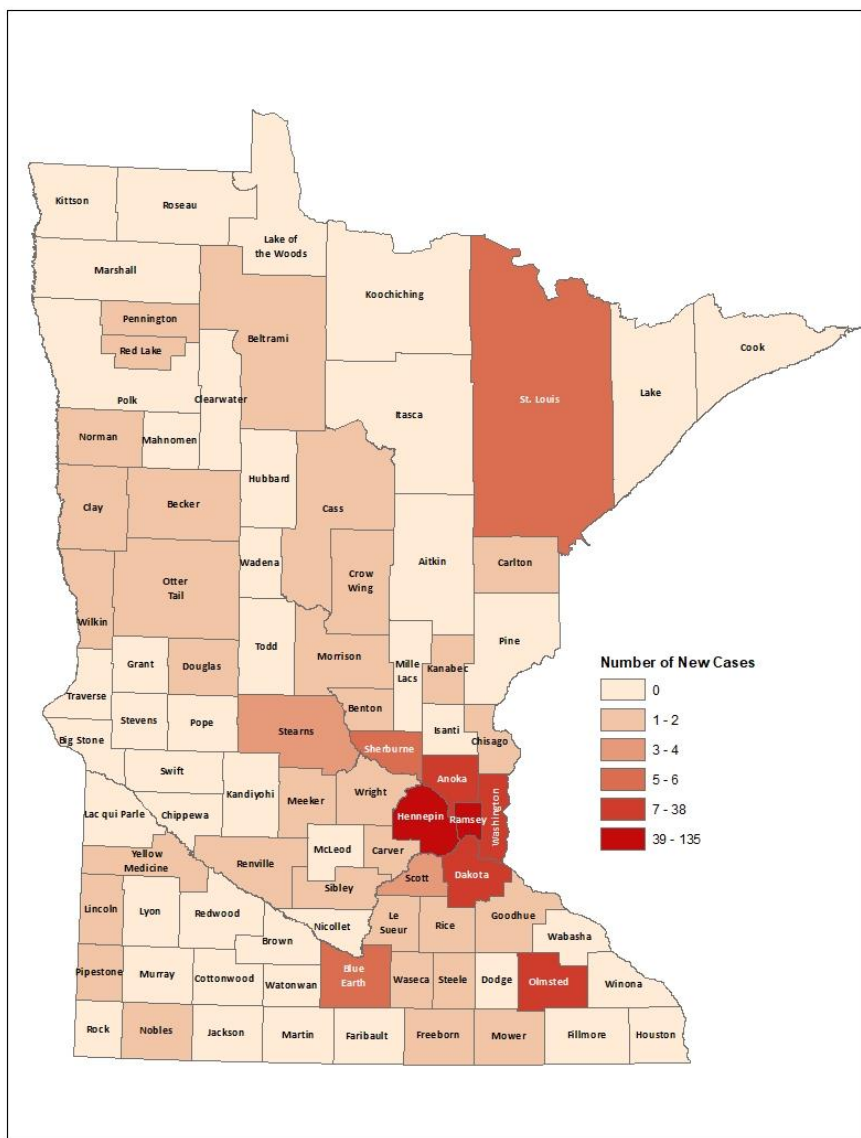 Kittson
Roseau
Lake of
the Woods
Marshall
Koochiching
Pennington
Beltrami
Red Lake
Cook
Polk
Clearwater
St. Louis
Lake
Itasca
Norman
Mahnomen
Hubbard
Clay
Becker
Cass
Wadena
Aitkin
Crow
Wing
Carlton
Otter
Tail
Wilkin
Pine
Todd
Morrison
Mille
Lacs
Kanabec
Grant
Douglas
Traverse
Benton
Stevens
Pope
Stearns
Isanti
Chisago
Big Stone
Sherburne
Swift
Anoka
Washington
Kandiyohi
Meeker
Wright
Hennepin
Ramsey
Lac qui Parle
Chippewa
McLeod
Carver
Yellow
Medicine
Renville
Scott
Dakota
Sibley
Lincoln
Lyon
Redwood
Nicollet
Le
Sueur
Rice
Goodhue
Wabasha
Brown
Pipestone
Murray
Cottonwood
Watonwan
Blue
Earth
Waseca
Steele
Dodge
Olmsted
Winona
Rock
Nobles
Jackson
Martin
Faribault
Freeborn
Mower
Fillmore
Houston
Number of New Cases
0
1 - 2
3 - 4
5 - 6
7 - 38
39 - 135